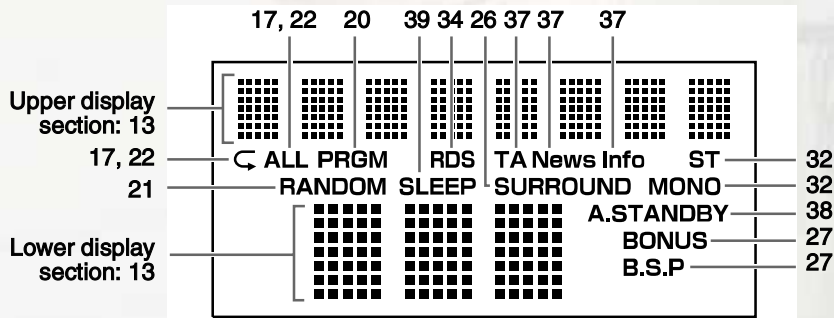 17, 22 20 39 34 26 37 37 37
Upper display
section: 13
17, 22 ALL PRGM RDS TA News Info ST 32
21 RANDOM SLEEP SURROUND MONO 32
A.STANDBY 38
Lower display
section: 13
BONUS 27
B.S.P 27